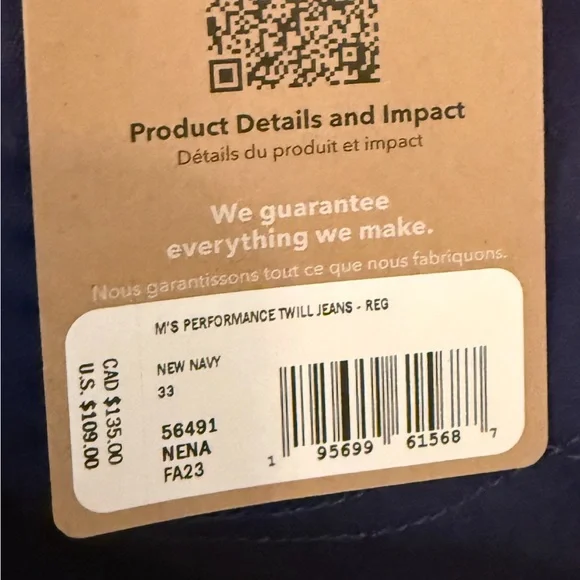 Product Details and Impact
Détails du produit et impact
We guarantee
everything we make.
Nous garantissons tout ce que nous fabriquons.
M'S PERFORMANCE TWILL JEANS - REG
NEW NAVY
33
56491
NENA
FA23
CAD $135.00
U.S. $109.00
1 95699 61568 7